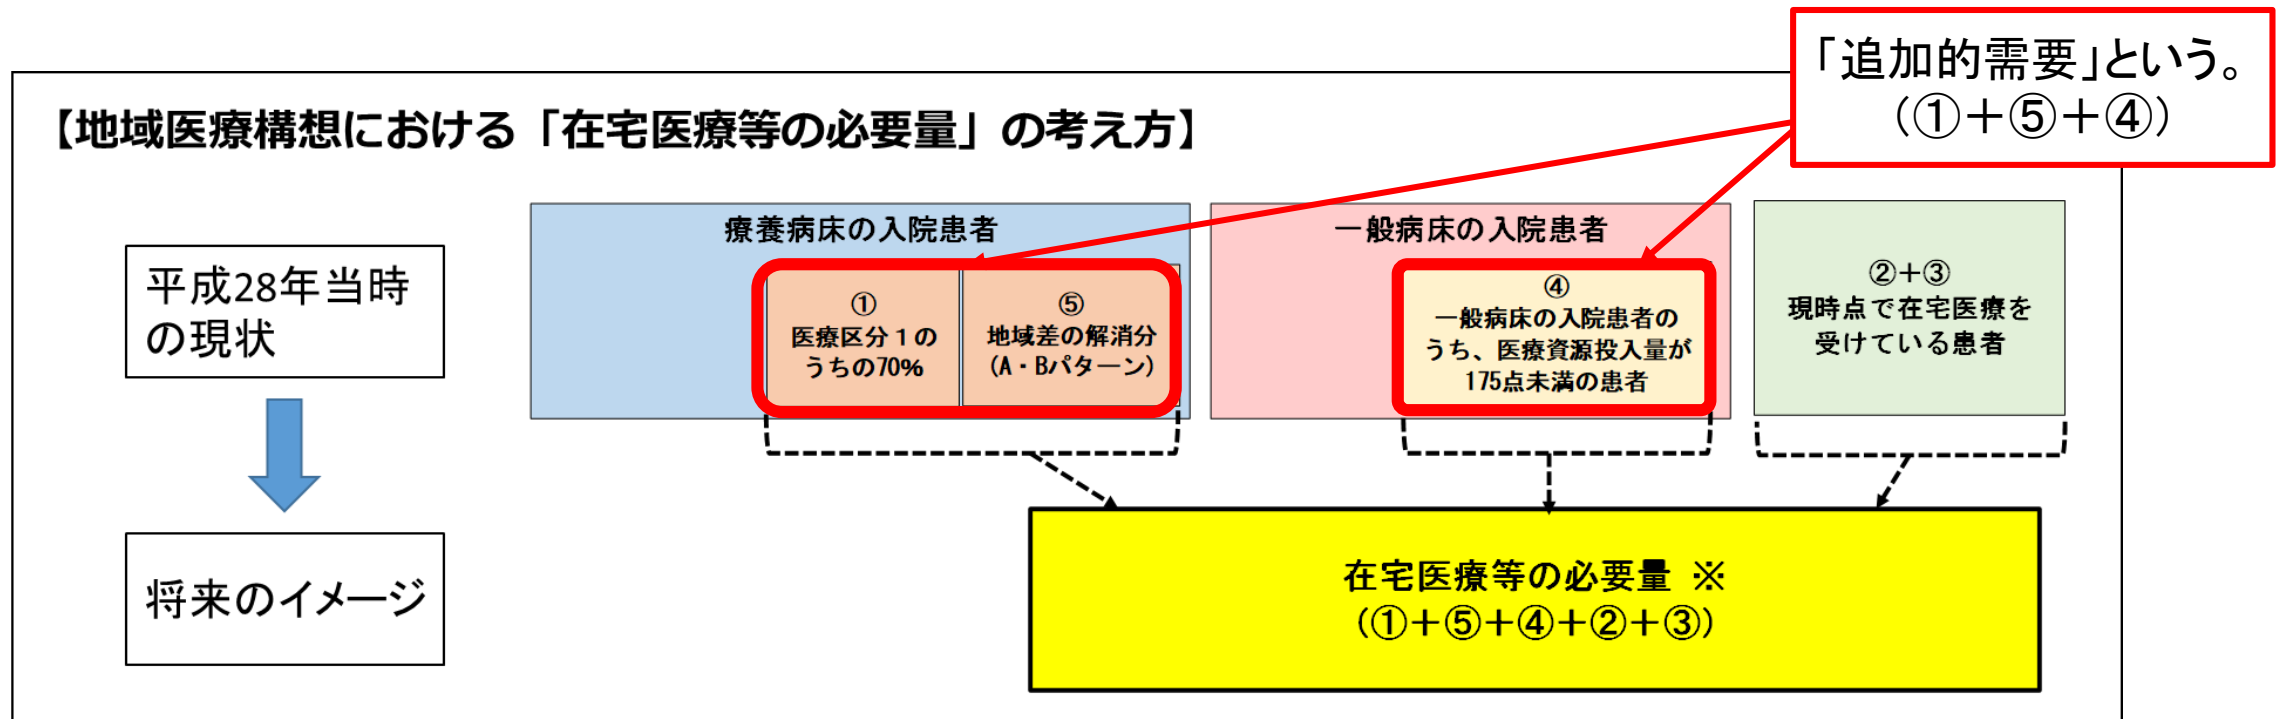 「追加的需要」という。
(①+⑤+④)
【地域医療構想における「在宅医療等の必要量」の考え方】
平成28年当時
の現状
療養病床の入院患者
①
医療区分1の
うちの70%
⑤
地域差の解消分
(A・Bパターン)
一般病床の入院患者
④
一般病床の入院患者の
うち、医療資源投入量が
175点未満の患者
②+③
現時点で在宅医療を
受けている患者
将来のイメージ
在宅医療等の必要量 ※
(①+⑤+④+②+③)